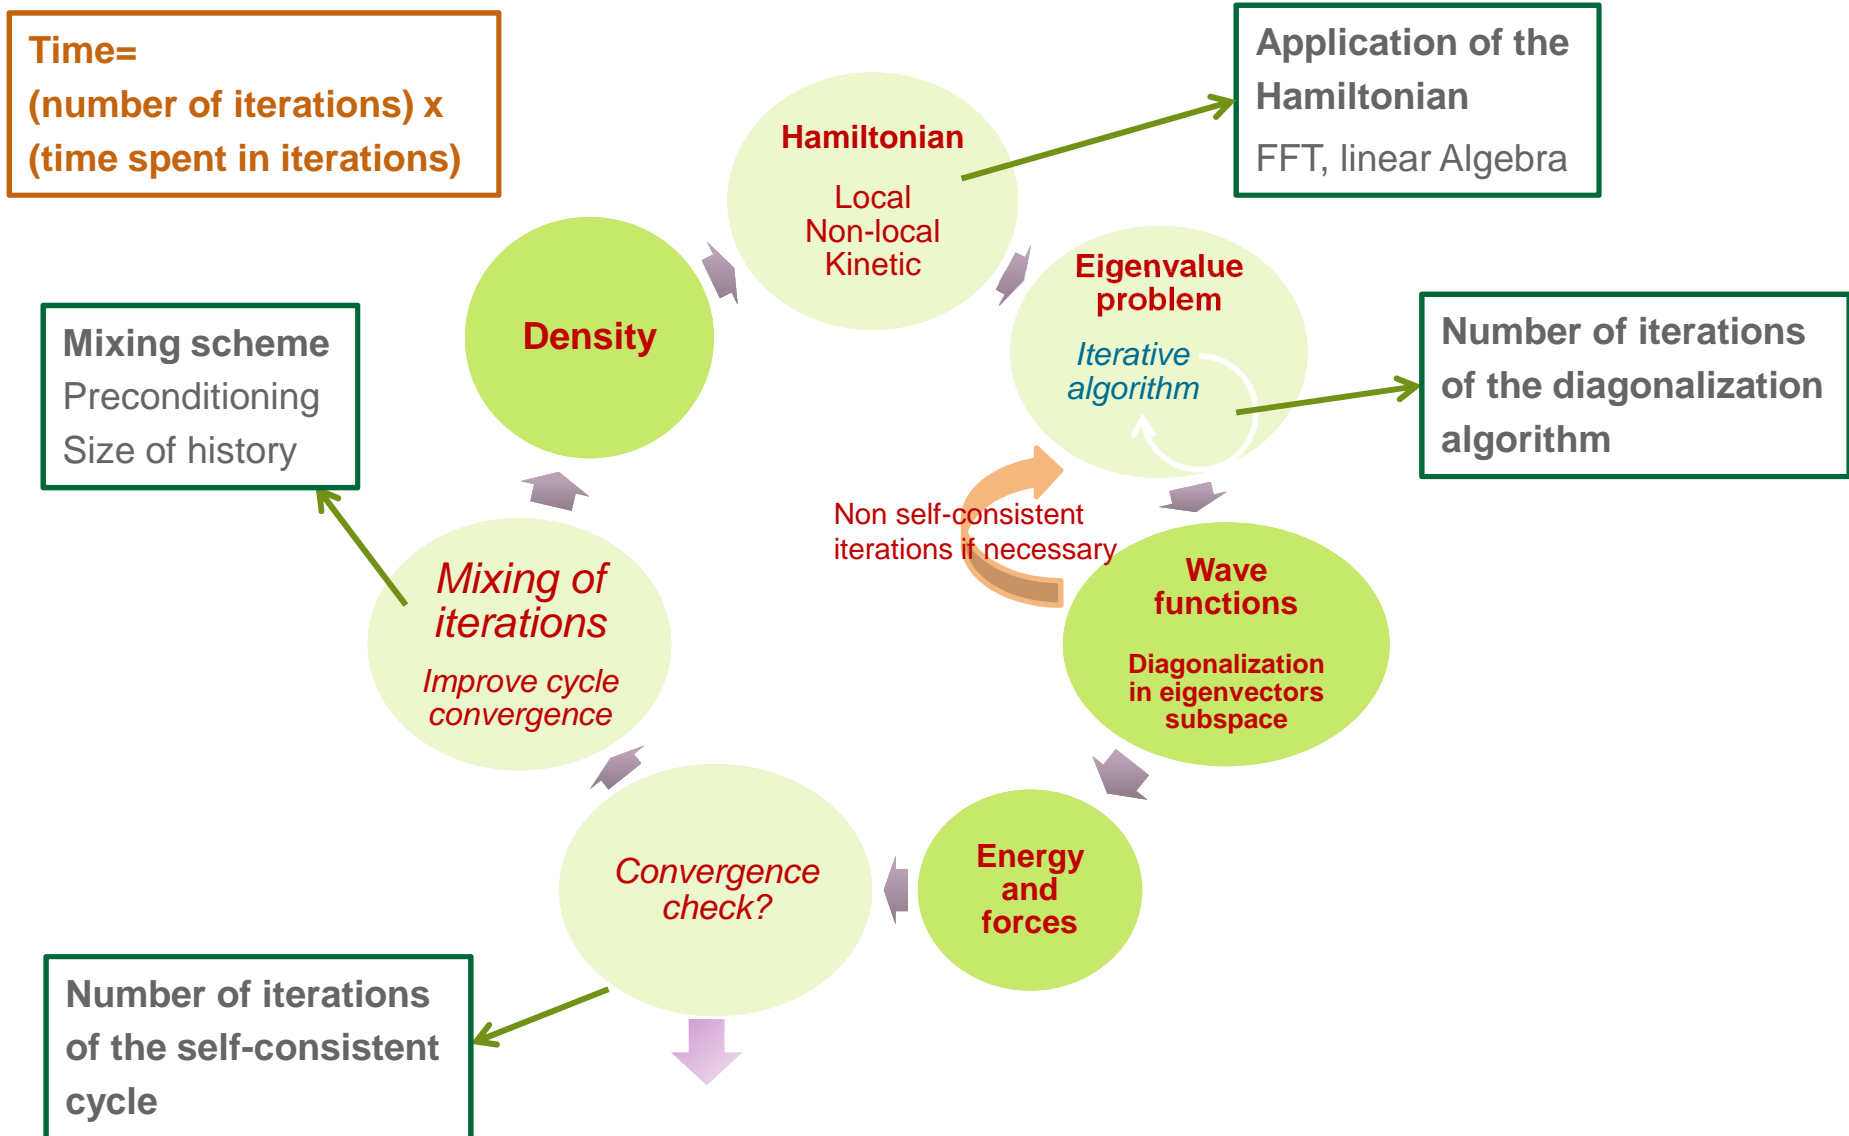 Time=
(number of iterations) x
(time spent in iterations)
Application of the
Hamiltonian
FFT, linear Algebra
Hamiltonian
Local
Non-local
Kinetic
Eigenvalue
problem
Iterative
algorithm
Number of iterations
of the diagonalization
algorithm
Density
Mixing scheme
Preconditioning
Size of history
Non self-consistent
iterations if necessary
Wave
functions
Diagonalization
in eigenvectors
subspace
Mixing of
iterations
Improve cycle
convergence
Energy
and
forces
Convergence
check?
Number of iterations
of the self-consistent
cycle